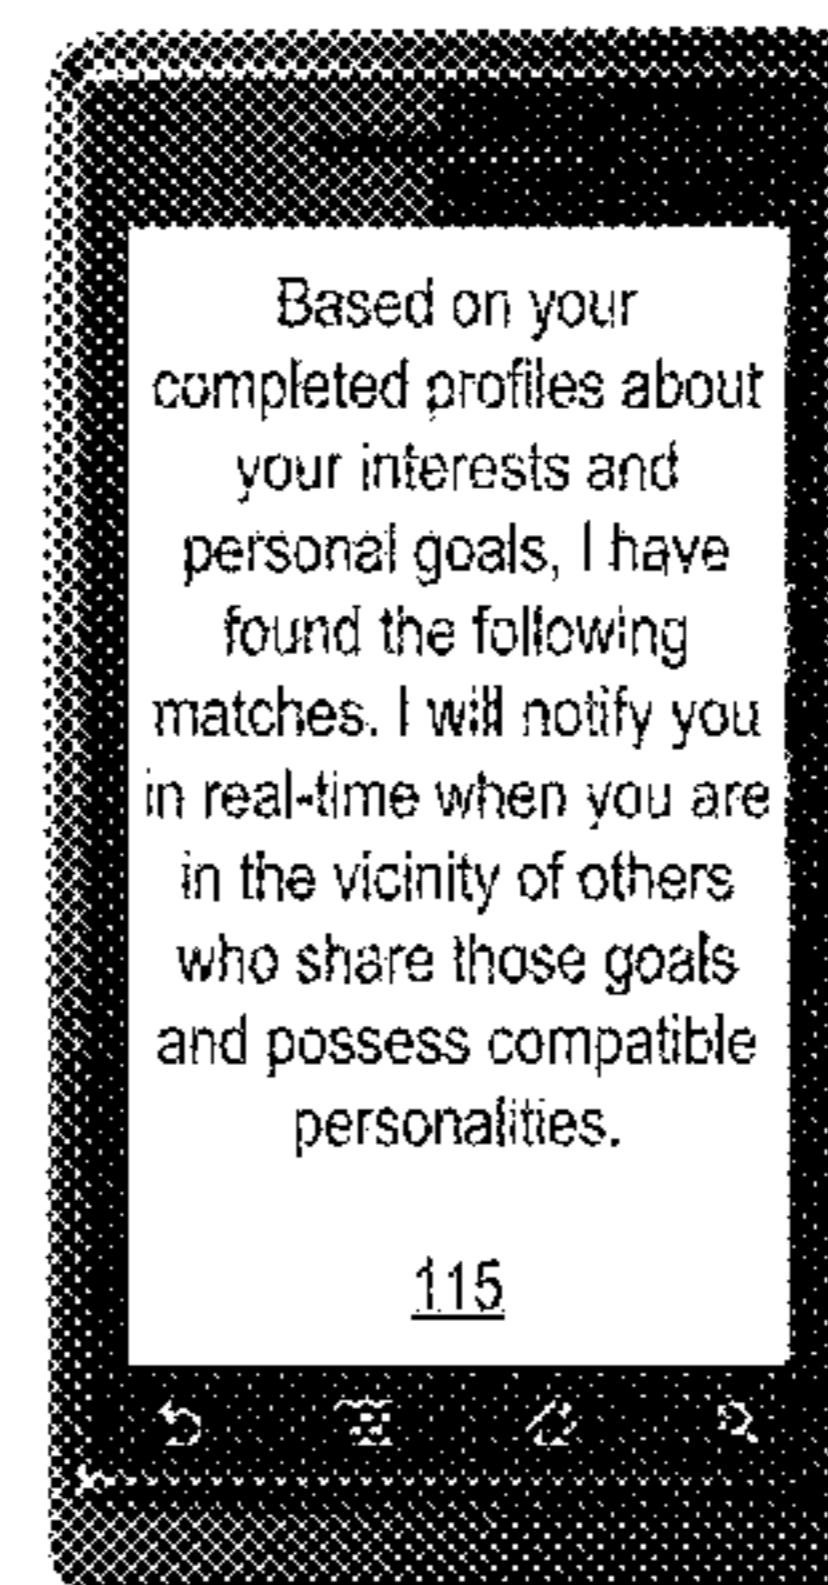 Based on your
completed profiles about
your interests and
personal goals, I have
found the following
matches. I will notify you
in real-time when you are
in the vicinity of others
who share those goals
and possess compatible
personalities.
115